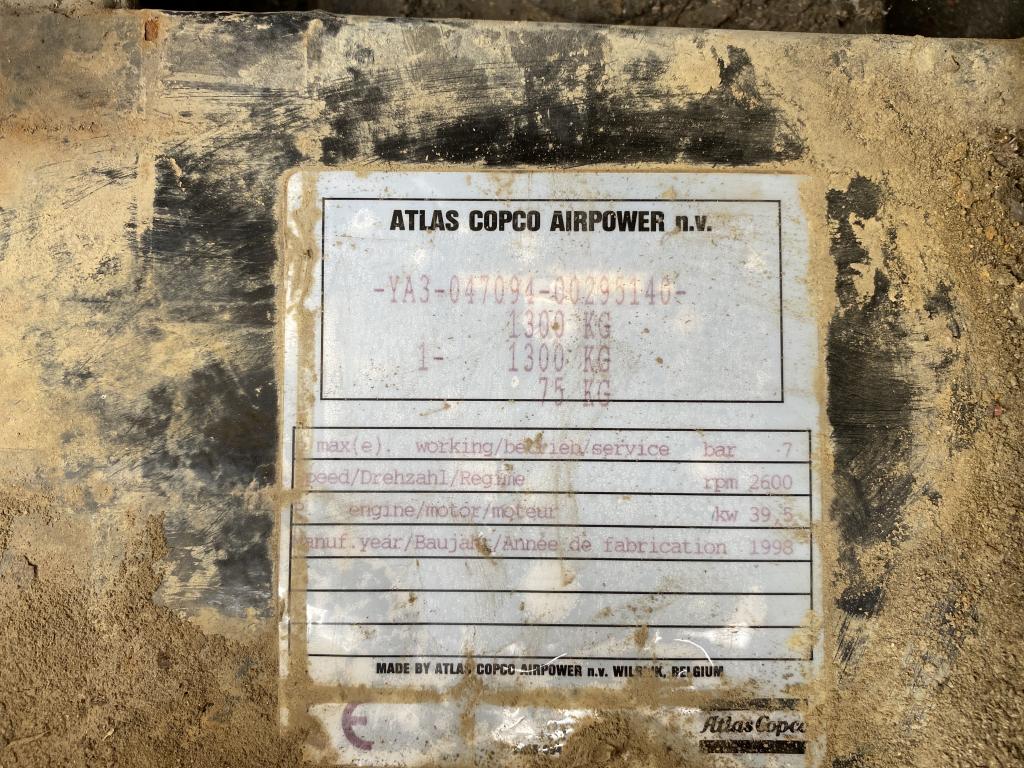 ATLAS COPCO AIRPOWER n.v.
-YA3-047094-00295140-
1300 KG
1- 1300 KG
75 KG
max(e). working/betrieb/service bar 7
peed/Drehzahl/Regime rpm 2600
P engine/motor/moteur kw 39,5
anuf.year/Baujahr/Année de fabrication 1998
MADE BY ATLAS COPCO AIRPOWER n.v. WILRIJK, BELGIUM
Atlas Copco